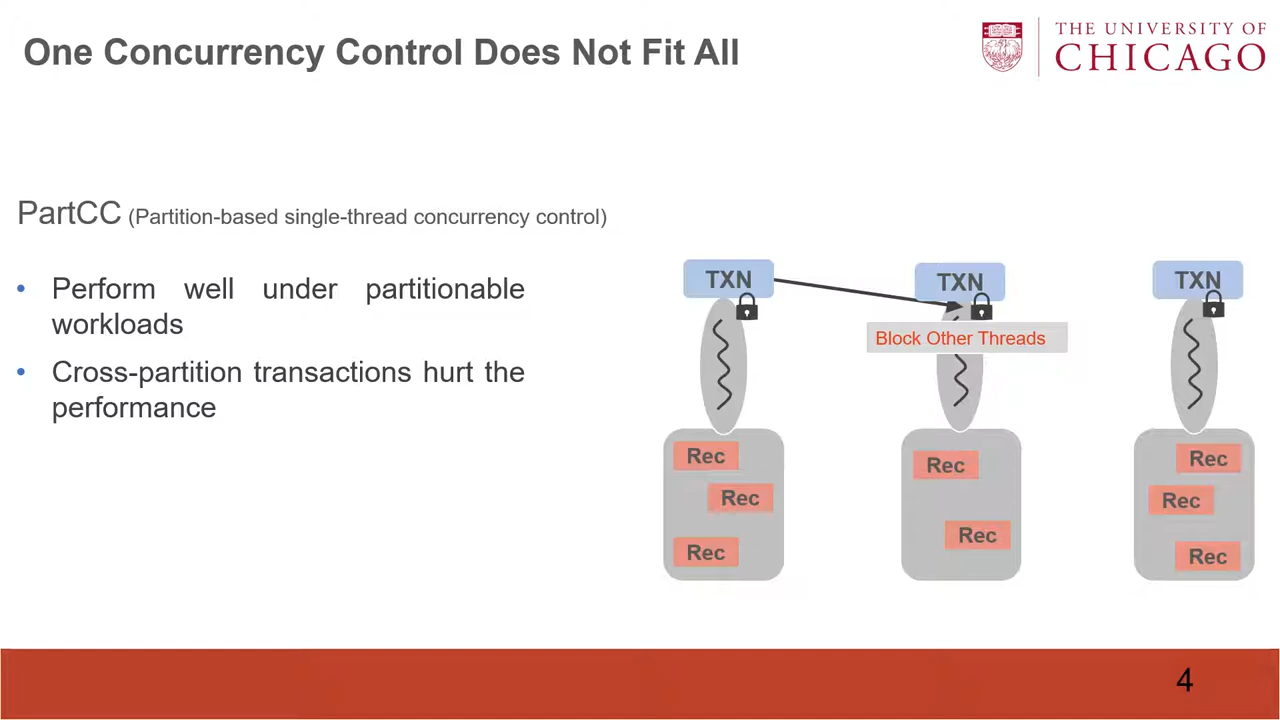 One Concurrency Control Does Not Fit All
THE UNIVERSITY OF
CHICAGO
PartCC (Partition-based single-thread concurrency control)
• Perform well under partitionable
workloads
• Cross-partition transactions hurt the
performance
TXN
TXN
TXN
Block Other Threads
Rec
Rec
Rec
Rec
Rec
Rec
Rec
Rec
4